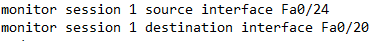 monitor session 1 source interface Fa0/24
monitor session 1 destination interface Fa0/20